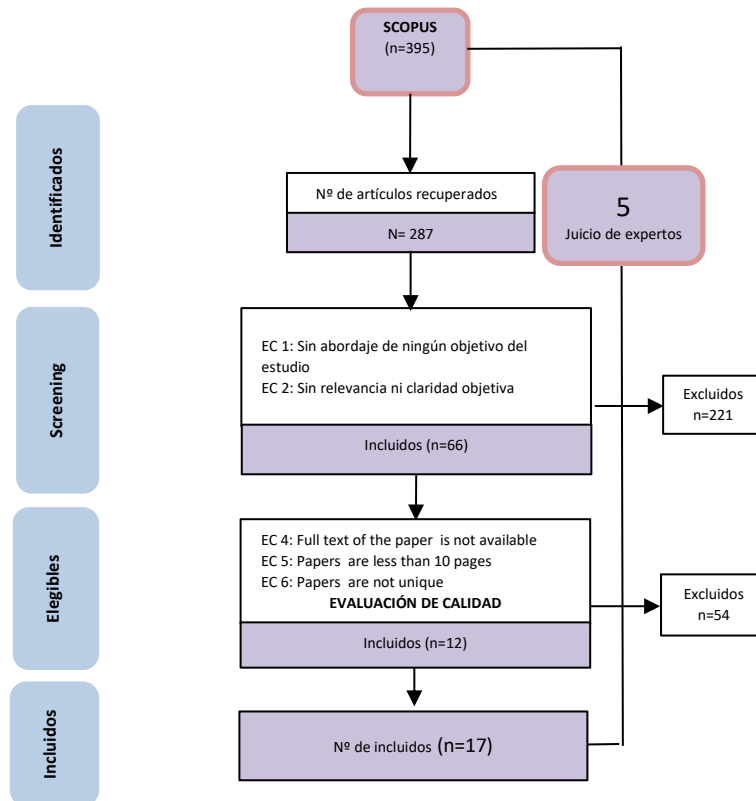 SCOPUS
(n=395)
Identificados
Nº de artículos recuperados
N= 287
5
Juicio de expertos
Screening
EC 1: Sin abordaje de ningún objetivo del
estudio
EC 2: Sin relevancia ni claridad objetiva
Incluidos (n=66)
Excluidos
n=221
Elegibles
EC 4: Full text of the paper is not available
EC 5: Papers are less than 10 pages
EC 6: Papers are not unique
EVALUACIÓN DE CALIDAD
Incluidos (n=12)
Excluidos
n=54
Incluidos
Nº de incluidos (n=17)